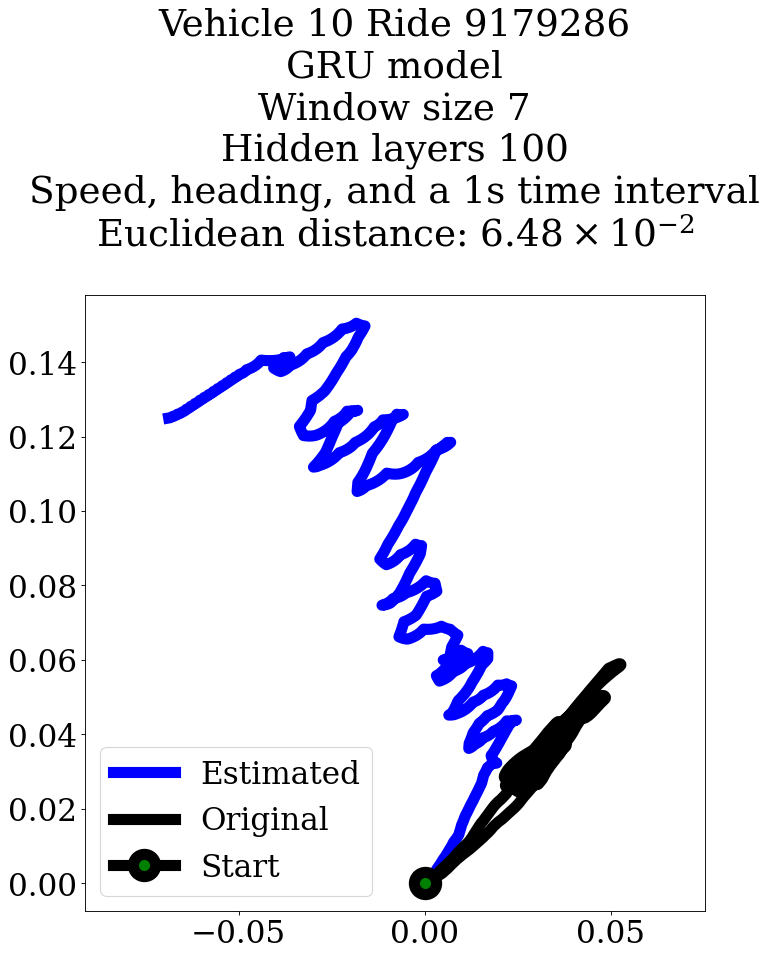 Vehicle 10 Ride 9179286
GRU model
Window size 7
Hidden layers 100
Speed, heading, and a 1s time interval
Euclidean distance: 6.48 × 10⁻²
0.14
0.12
0.10
0.08
0.06
0.04
0.02
0.00
Estimated
Original
Start
−0.05
0.00
0.05